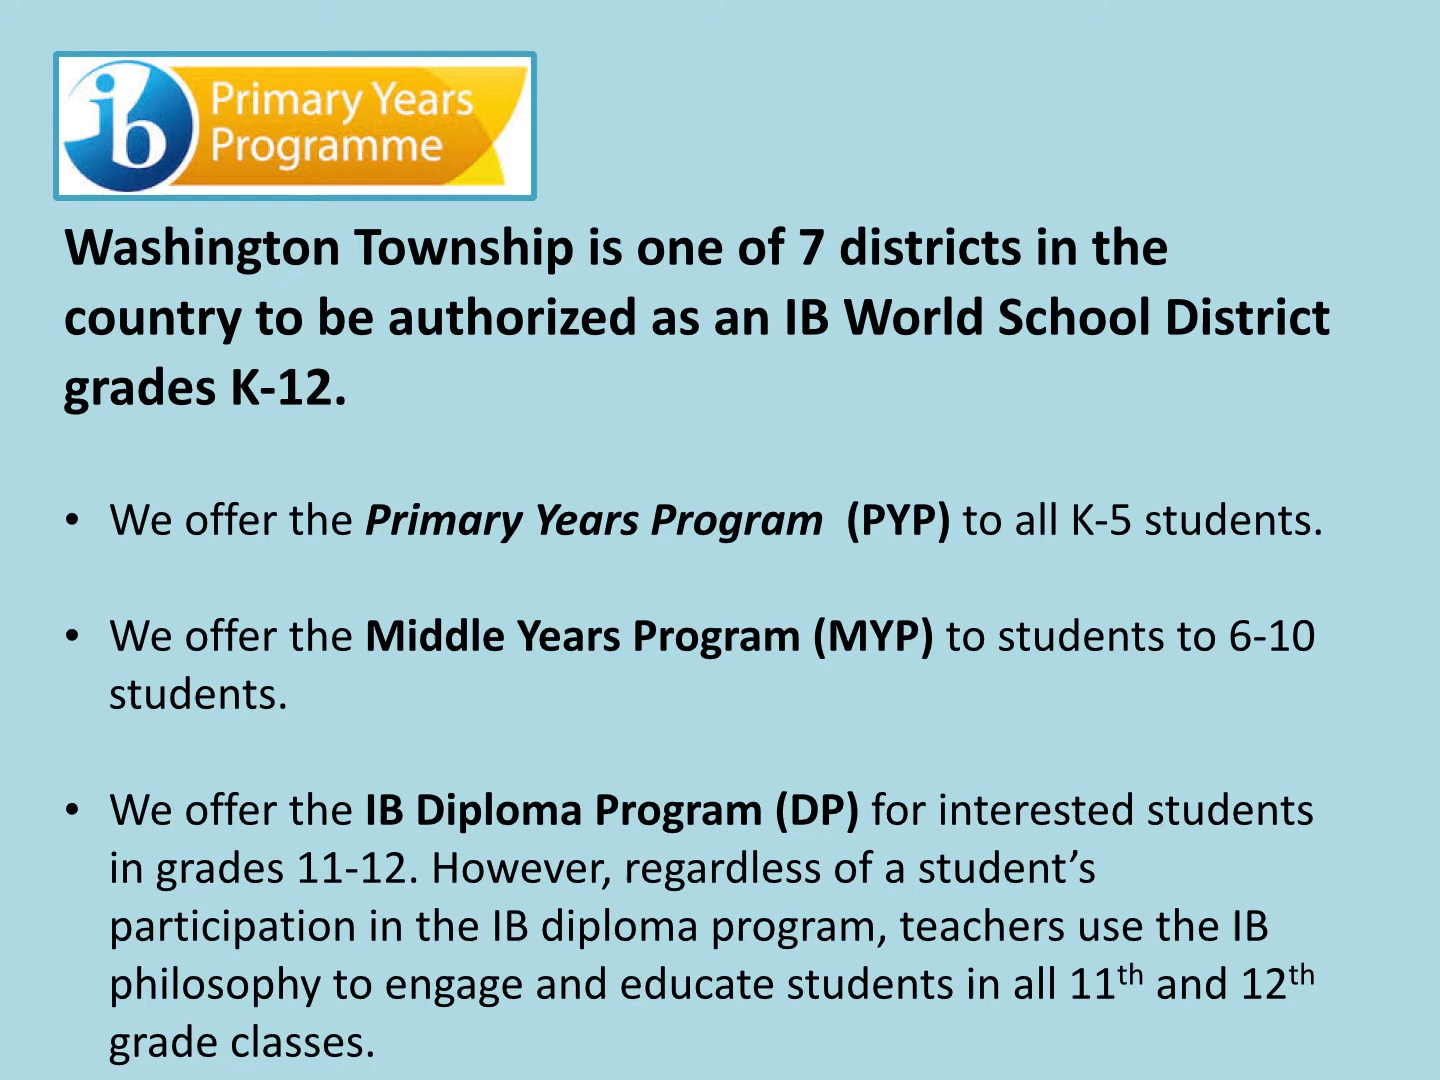 ib
Primary Years
Programme
Washington Township is one of 7 districts in the
country to be authorized as an IB World School District
grades K-12.
• We offer the Primary Years Program (PYP) to all K-5 students.
• We offer the Middle Years Program (MYP) to students to 6-10
students.
• We offer the IB Diploma Program (DP) for interested students
in grades 11-12. However, regardless of a student’s
participation in the IB diploma program, teachers use the IB
philosophy to engage and educate students in all 11th and 12th
grade classes.